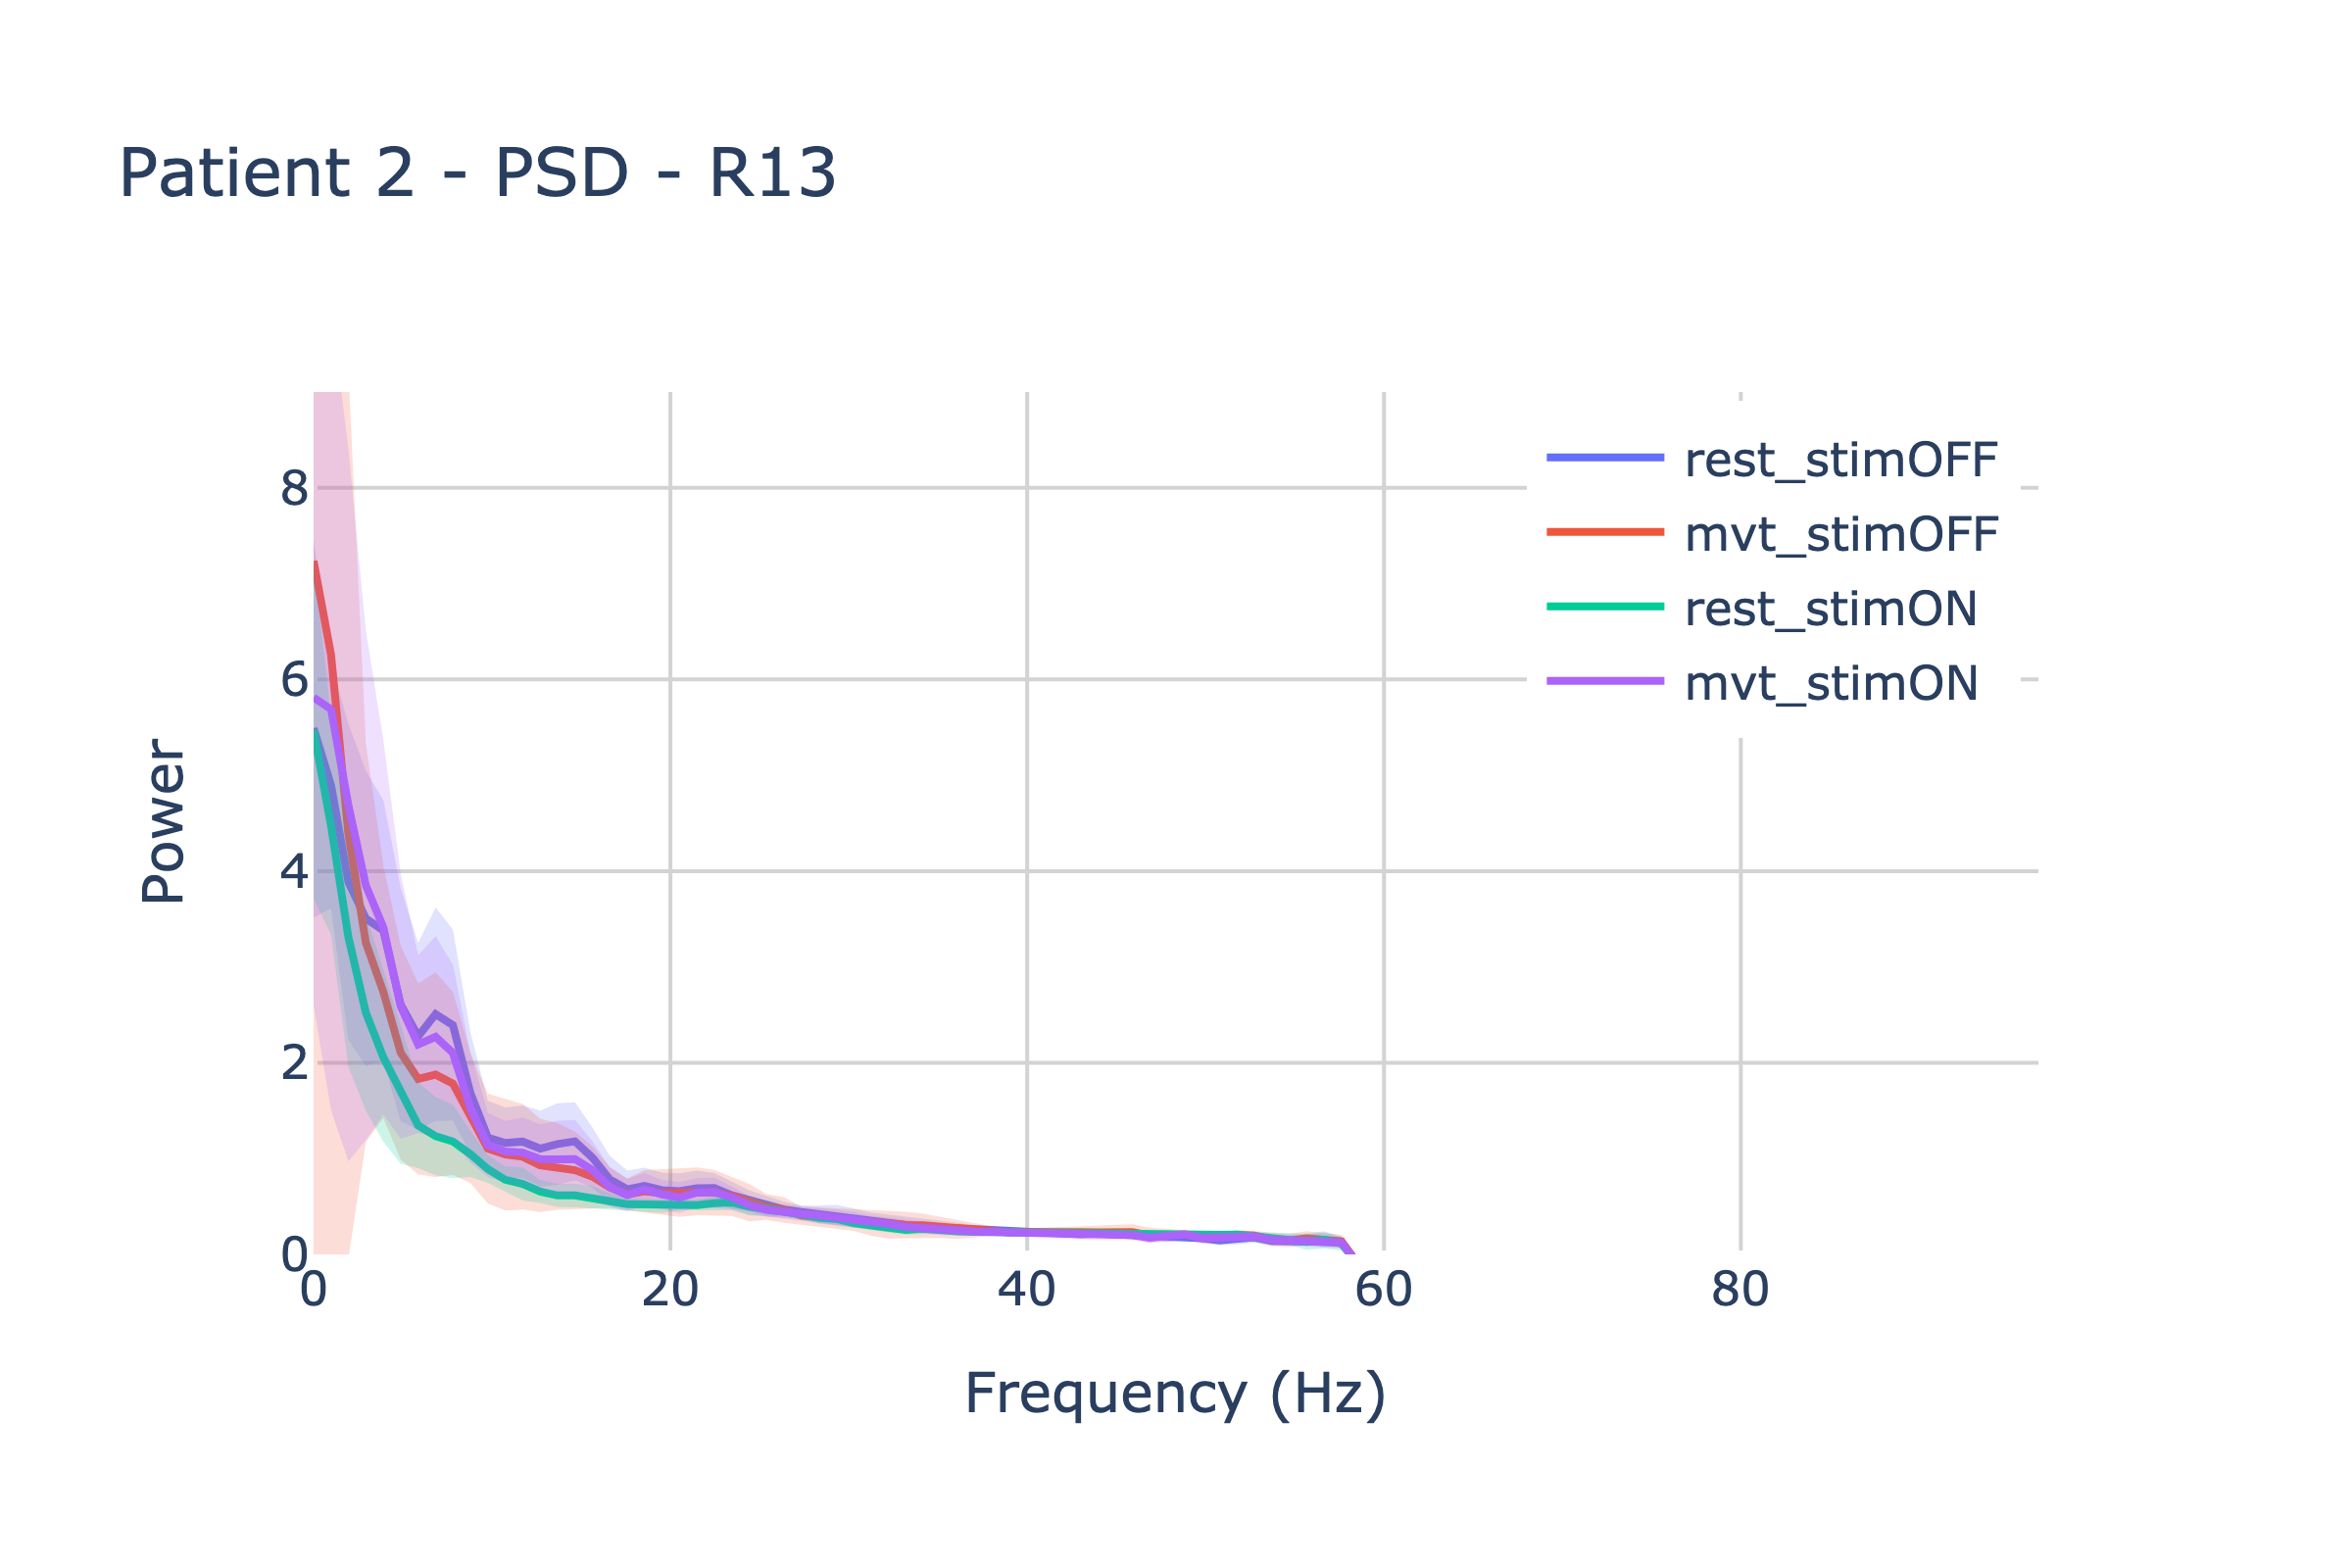 Patient 2 - PSD - R13
rest_stimOFF
mvt_stimOFF
rest_stimON
mvt_stimON
Power
8
6
4
2
0
0 20 40 60 80
Frequency (Hz)